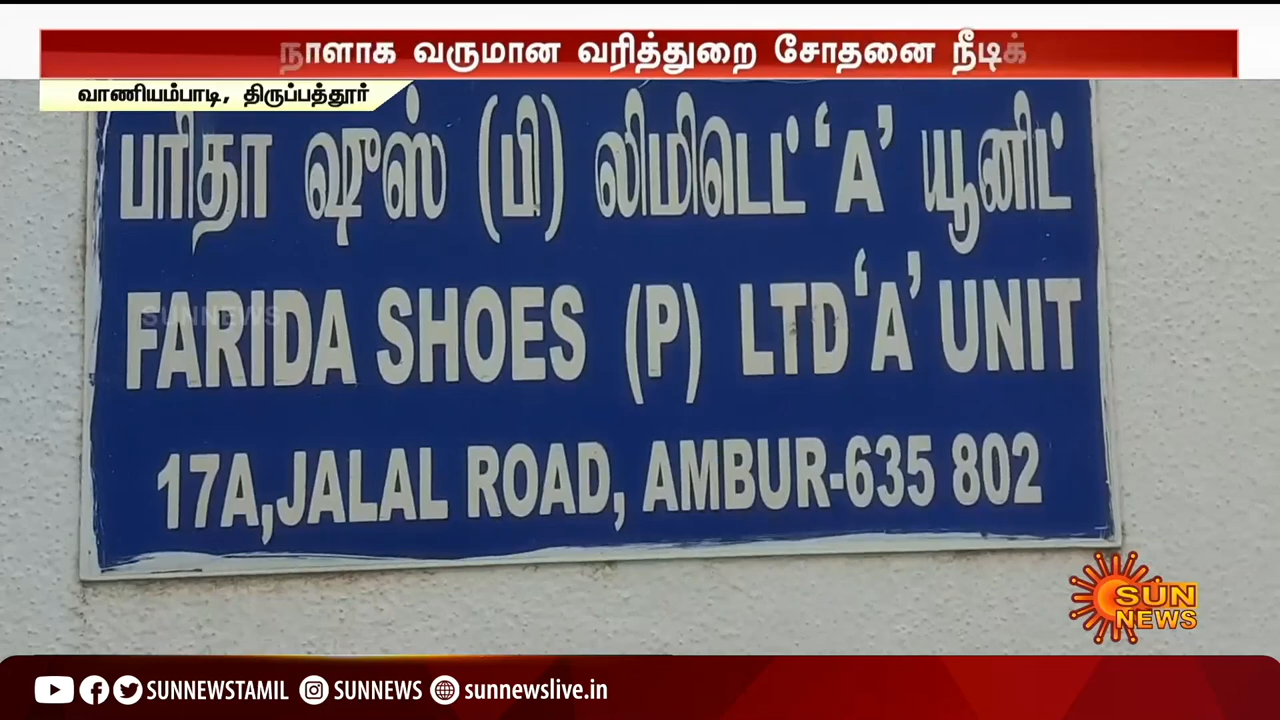 நாளாக வருமான வரித்துறை சோதனை நீடிக்
வாணியம்பாடி, திருப்பத்தூர்
பரிதா ஷுஸ் (பி) லிமிடெட் ‘A’ யூனிட்
SUNNEWS
FARIDA SHOES (P) LTD ‘A’ UNIT
17A, JALAL ROAD, AMBUR-635 802
SUN
NEWS
SUNNEWSTAMIL SUNNEWS sunnewslive.in